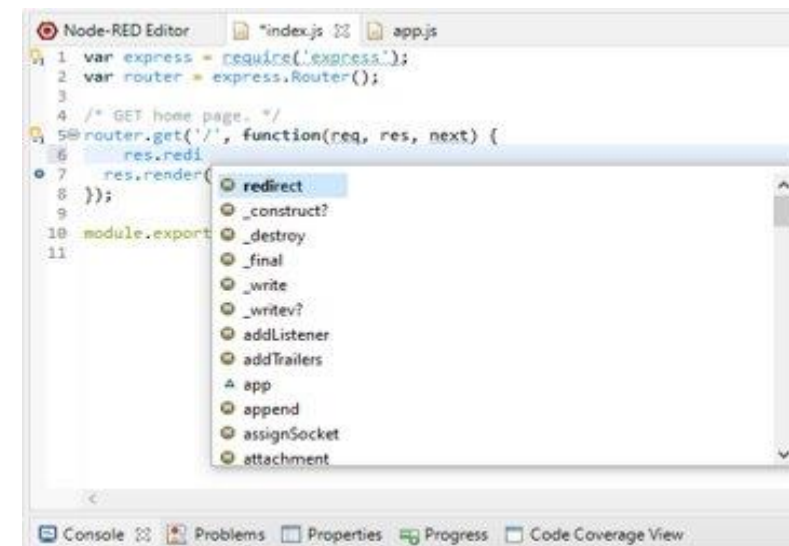 Node-RED Editor *index.js app.js
1 var express = require('express');
2 var router = express.Router();
3
4 /* GET home page. */
5 router.get('/', function(req, res, next) {
6 res.redi
7 res.render(
8 });
9
10 module.export
11
redirect
_construct?
_destroy
_final
_write
_writev?
addListener
addTrailers
app
append
assignSocket
attachment
Console Problems Properties Progress Code Coverage View